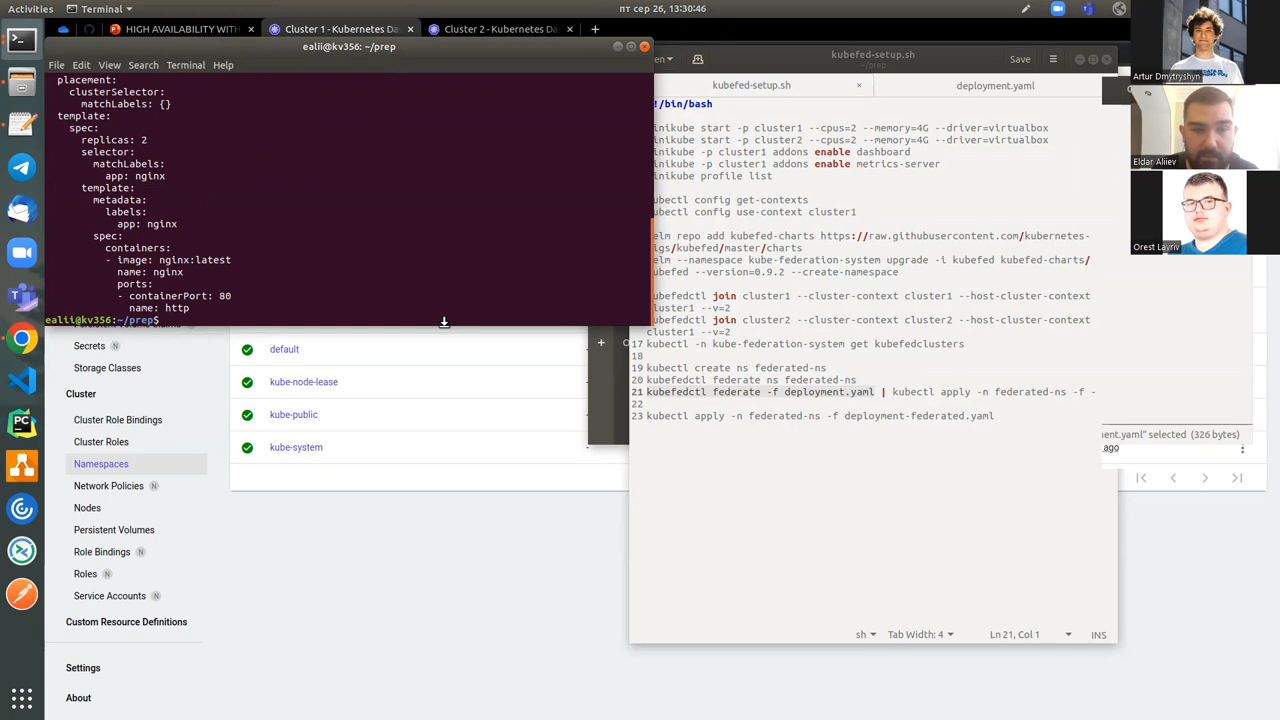 Activities
Terminal
пт сер 26, 13:30:46
HIGH AVAILABILITY WITH
Cluster 1 - Kubernetes Da
Cluster 2 - Kubernetes Da
ealii@kv356: ~/prep
File Edit View Search Terminal Help
placement:
clusterSelector:
matchLabels: {}
template:
spec:
replicas: 2
selector:
matchLabels:
app: nginx
template:
metadata:
labels:
app: nginx
spec:
containers:
- image: nginx:latest
name: nginx
ports:
- containerPort: 80
name: http
ealii@kv356:~/prep$
kubefed-setup.sh
~/prep
Save
kubefed-setup.sh
deployment.yaml
!/bin/bash
inikube start -p cluster1 --cpus=2 --memory=4G --driver=virtualbox
inikube start -p cluster2 --cpus=2 --memory=4G --driver=virtualbox
inikube -p cluster1 addons enable dashboard
inikube -p cluster1 addons enable metrics-server
inikube profile list
ubectl config get-contexts
ubectl config use-context cluster1
elm repo add kubefed-charts https://raw.githubusercontent.com/kubernetes-
igs/kubefed/master/charts
elm --namespace kube-federation-system upgrade -i kubefed kubefed-charts/
ubefed --version=0.9.2 --create-namespace
ubefedctl join cluster1 --cluster-context cluster1 --host-cluster-context
luster1 --v=2
ubefedctl join cluster2 --cluster-context cluster2 --host-cluster-context
luster1 --v=2
17 kubectl -n kube-federation-system get kubefedclusters
18
19 kubectl create ns federated-ns
20 kubefedctl federate ns federated-ns
21 kubefedctl federate -f deployment.yaml | kubectl apply -n federated-ns -f -
22
23 kubectl apply -n federated-ns -f deployment-federated.yaml
sh
Tab Width: 4
Ln 21, Col 1
INS
ment.yaml” selected (326 bytes)
ago
Secrets N
Storage Classes
Cluster
Cluster Role Bindings
Cluster Roles
Namespaces
Network Policies N
Nodes
Persistent Volumes
Role Bindings N
Roles N
Service Accounts N
Custom Resource Definitions
Settings
About
default
kube-node-lease
kube-public
kube-system
Artur Dmytryshyn
Eldar Aliiev
Orest Lavriv